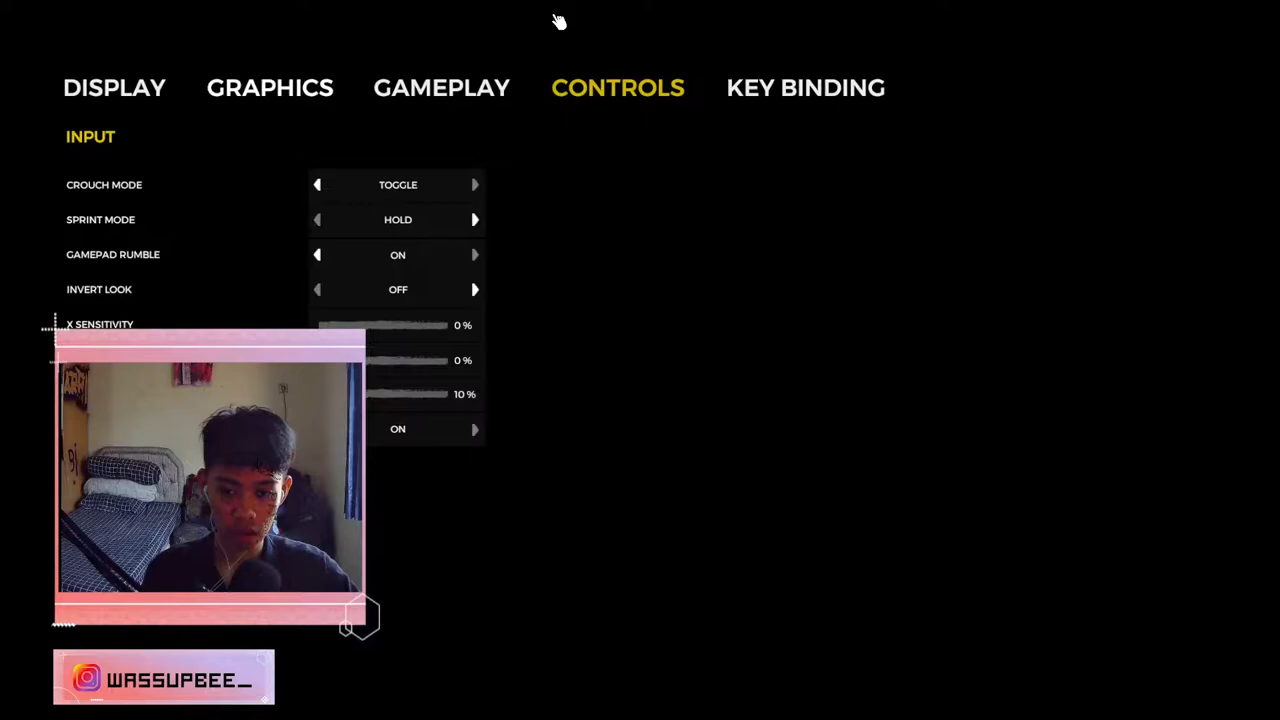 DISPLAY GRAPHICS GAMEPLAY CONTROLS KEY BINDING
INPUT
CROUCH MODE TOGGLE
SPRINT MODE HOLD
GAMEPAD RUMBLE ON
INVERT LOOK OFF
X SENSITIVITY 0 %
0 %
10 %
ON
WASSUPBEE_